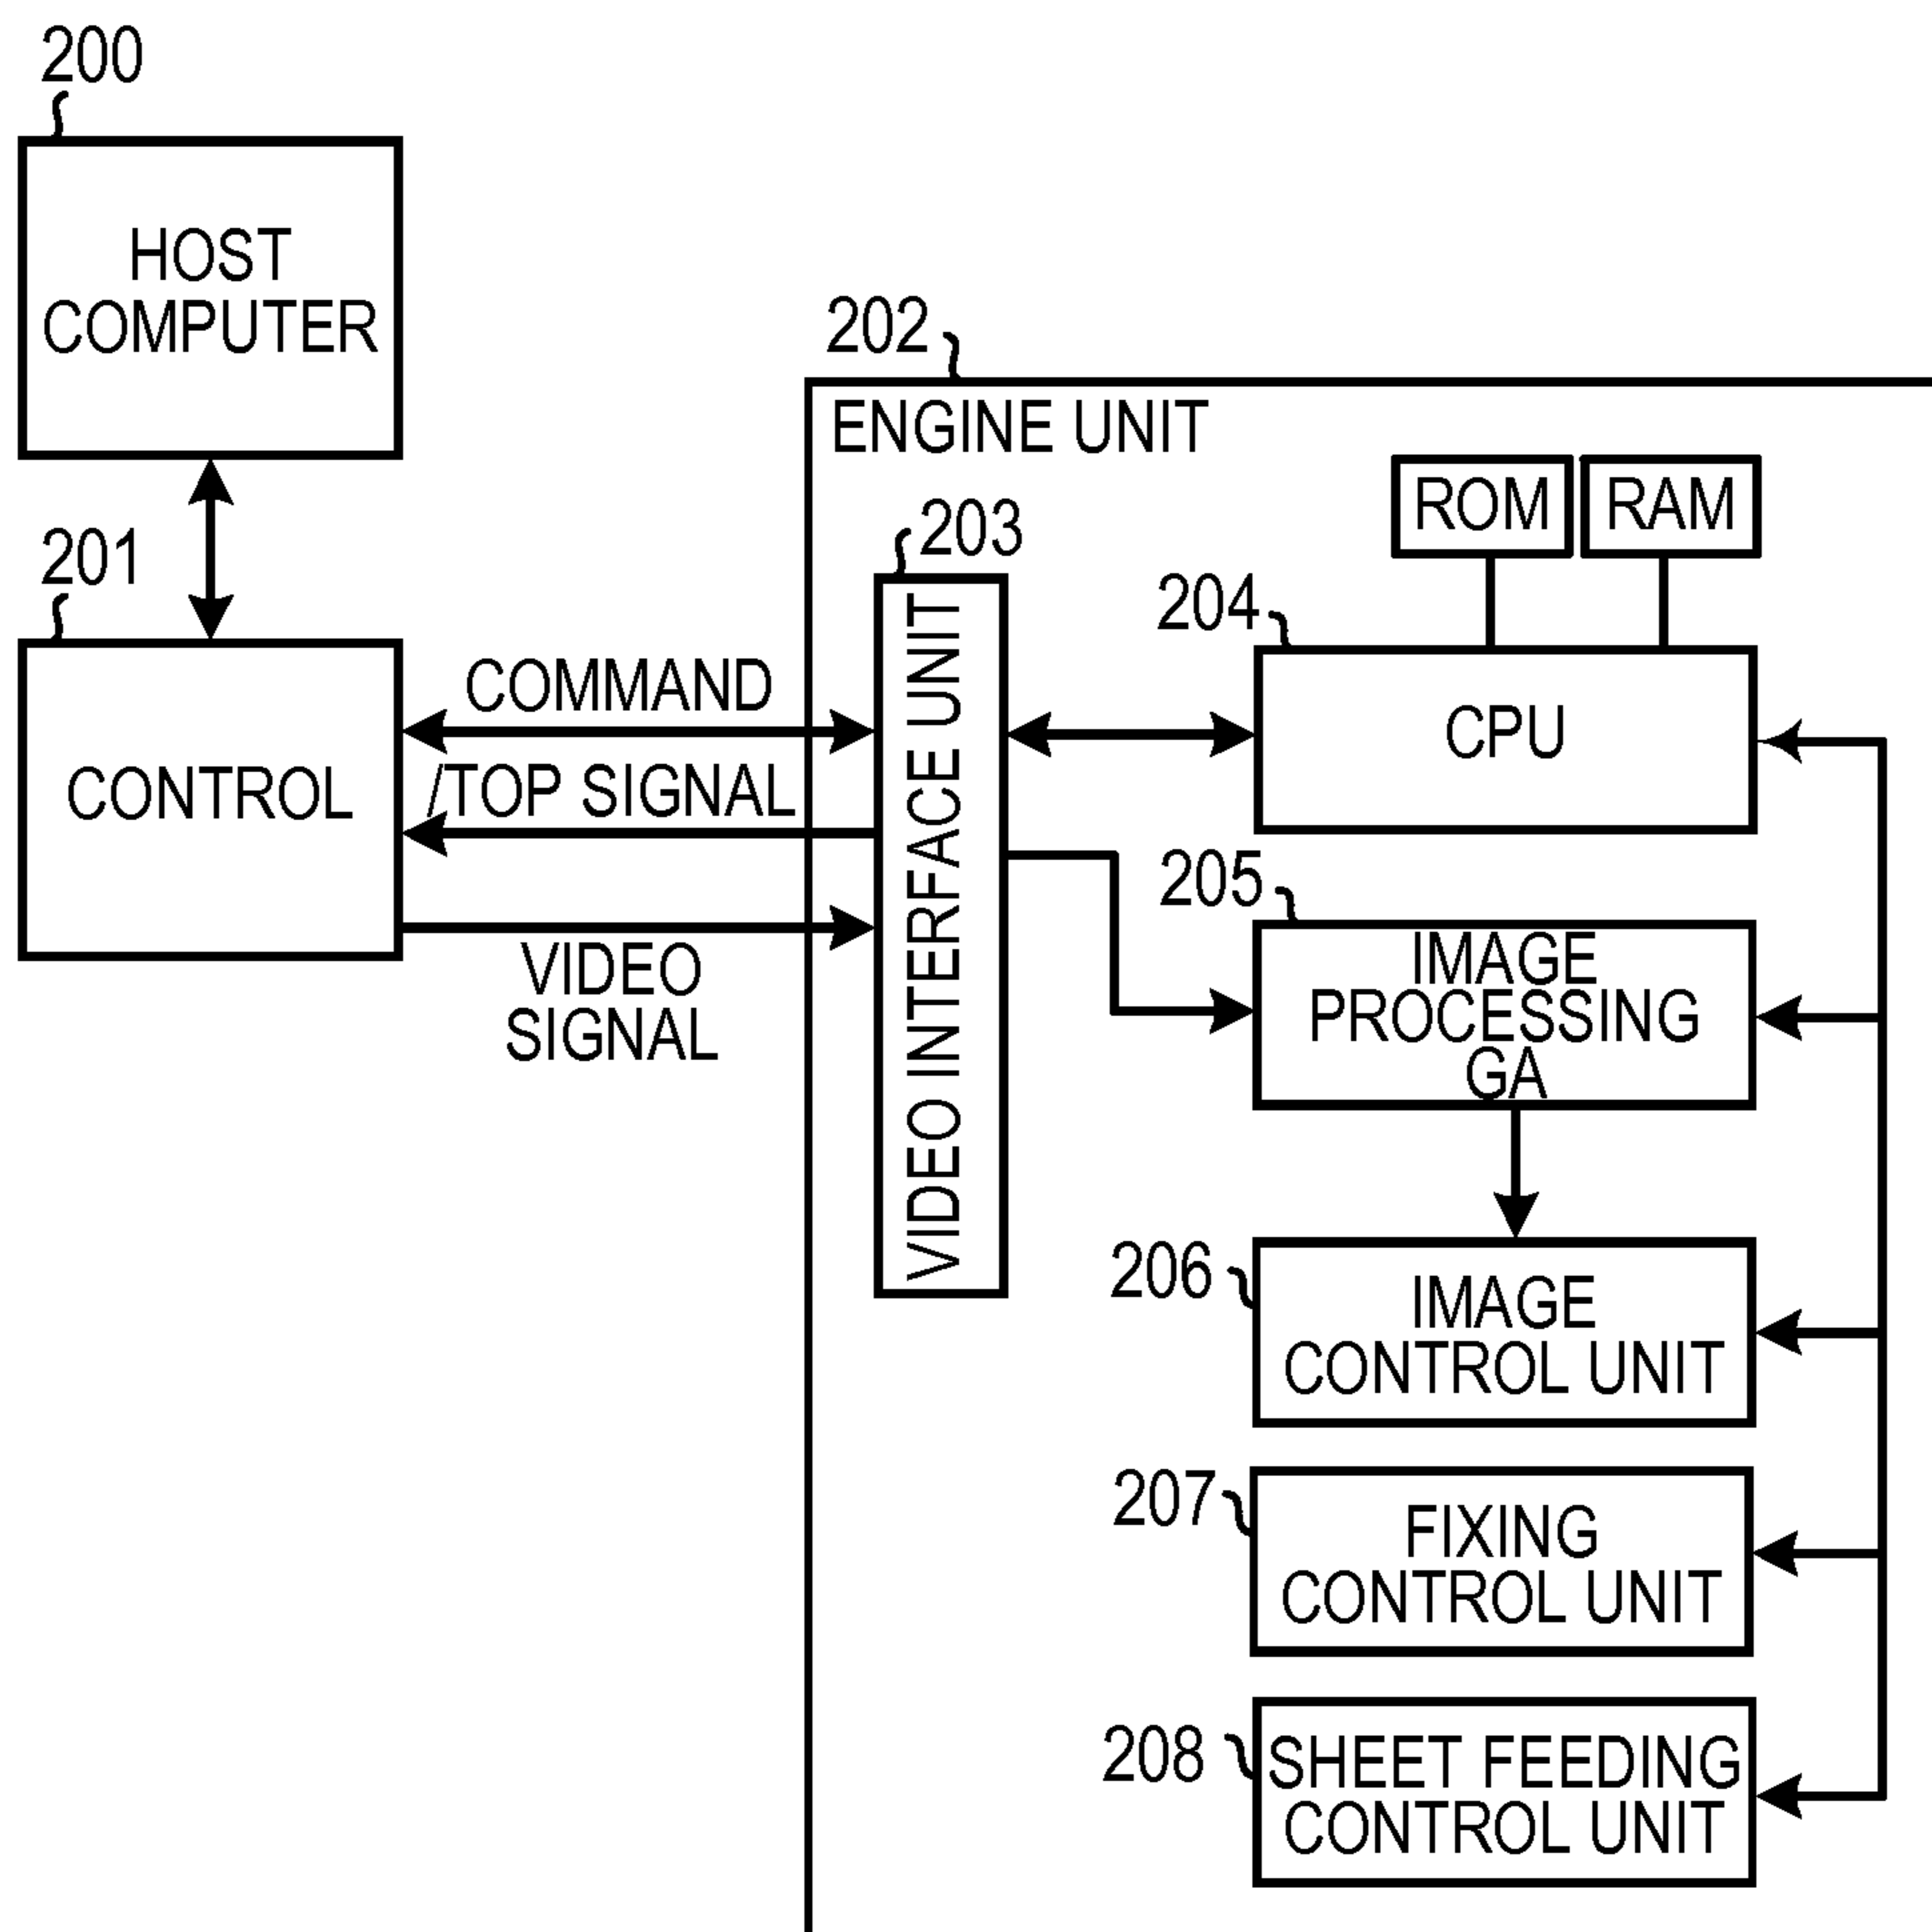 200
HOST
COMPUTER
201
CONTROL
COMMAND
/TOP SIGNAL
VIDEO
SIGNAL
202
ENGINE UNIT
203
VIDEO INTERFACE UNIT
ROM
RAM
204
CPU
205
IMAGE
PROCESSING
GA
206
IMAGE
CONTROL UNIT
207
FIXING
CONTROL UNIT
208
SHEET FEEDING
CONTROL UNIT